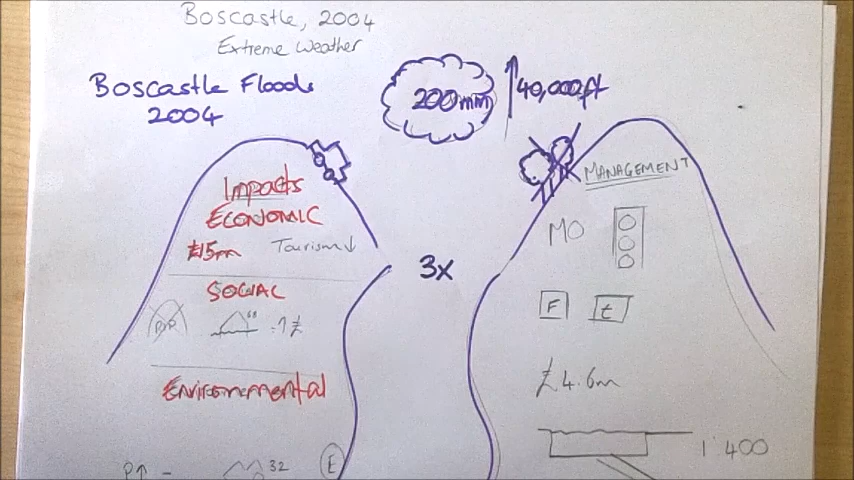 Boscastle, 2004
Extreme Weather
Boscastle Floods
2004
200mm
40,000ft
Impacts
ECONOMIC
£15m Tourism↓
SOCIAL
60 :↑£
Environmental
P↑ - 32 E
3x
MANAGEMENT
MO
F t
£4.6m
1:400